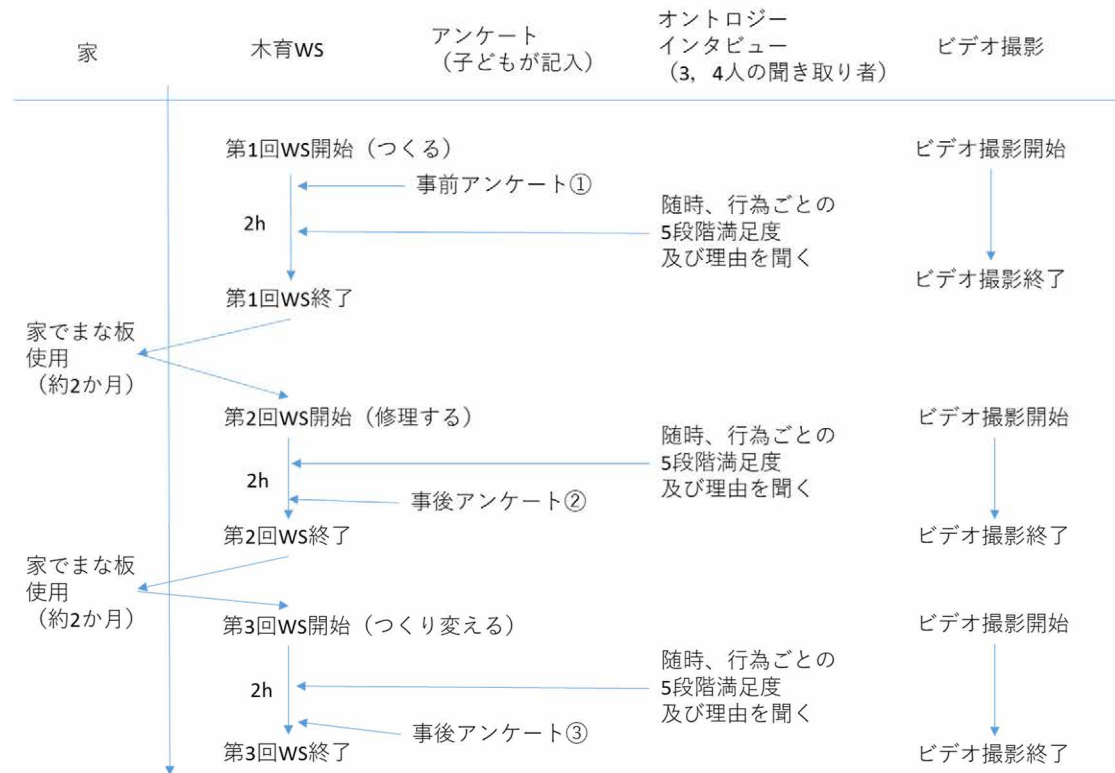 家
木育WS
アンケート
（子どもが記入）
オントロジー
インタビュー
（3，4人の聞き取り者）
ビデオ撮影
第1回WS開始（つくる）
ビデオ撮影開始
事前アンケート①
2h
随時、行為ごとの
5段階満足度
及び理由を聞く
ビデオ撮影終了
第1回WS終了
家でまな板
使用
（約2か月）
第2回WS開始（修理する）
ビデオ撮影開始
随時、行為ごとの
5段階満足度
及び理由を聞く
2h
事後アンケート②
第2回WS終了
ビデオ撮影終了
家でまな板
使用
（約2か月）
第3回WS開始（つくり変える）
ビデオ撮影開始
随時、行為ごとの
5段階満足度
及び理由を聞く
2h
事後アンケート③
第3回WS終了
ビデオ撮影終了